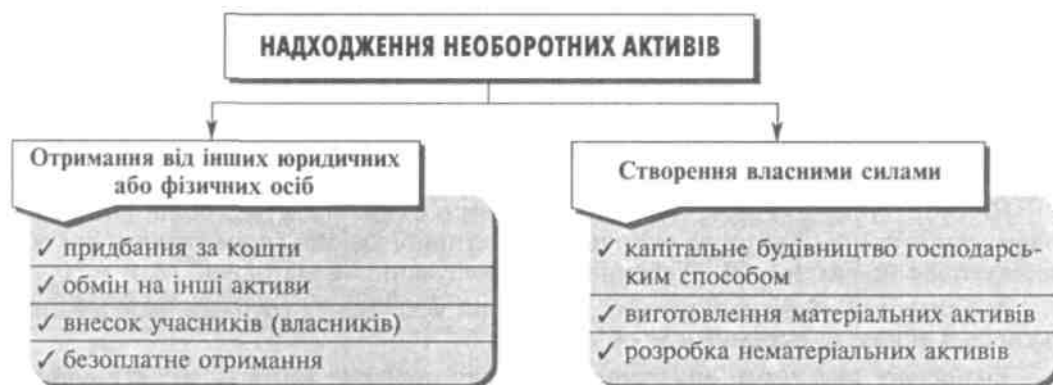 НАДХОДЖЕННЯ НЕОБОРОТНИХ АКТИВІВ
Отримання від інших юридичних
або фізичних осіб
✓ придбання за кошти
✓ обмін на інші активи
✓ внесок учасників (власників)
✓ безоплатне отримання
Створення власними силами
✓ капітальне будівництво господарсь-
ким способом
✓ виготовлення матеріальних активів
✓ розробка нематеріальних активів